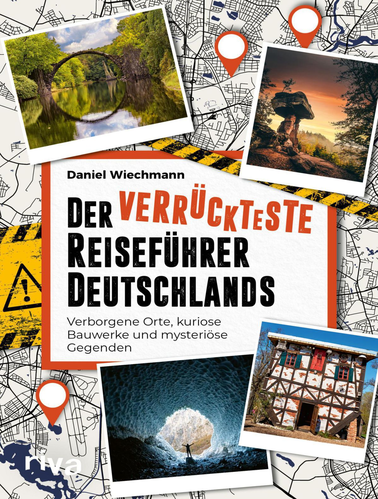 Daniel Wiechmann
DER VERRÜCKTESTE
REISEFÜHRER
DEUTSCHLANDS
Verborgene Orte, kuriose
Bauwerke und mysteriöse
Gegenden
riva